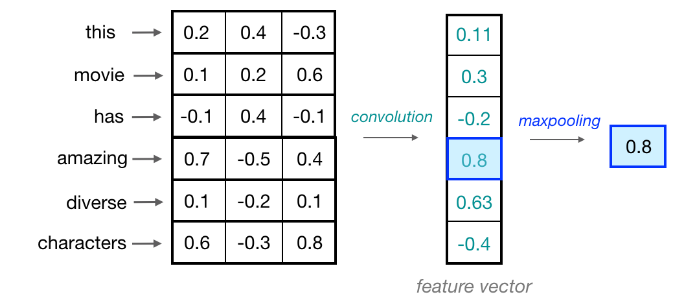 this 0.2 0.4 -0.3 0.11
movie 0.1 0.2 0.6 0.3
has -0.1 0.4 -0.1 convolution -0.2 maxpooling
amazing 0.7 -0.5 0.4 0.8 0.8
diverse 0.1 -0.2 0.1 0.63
characters 0.6 -0.3 0.8 -0.4
feature vector